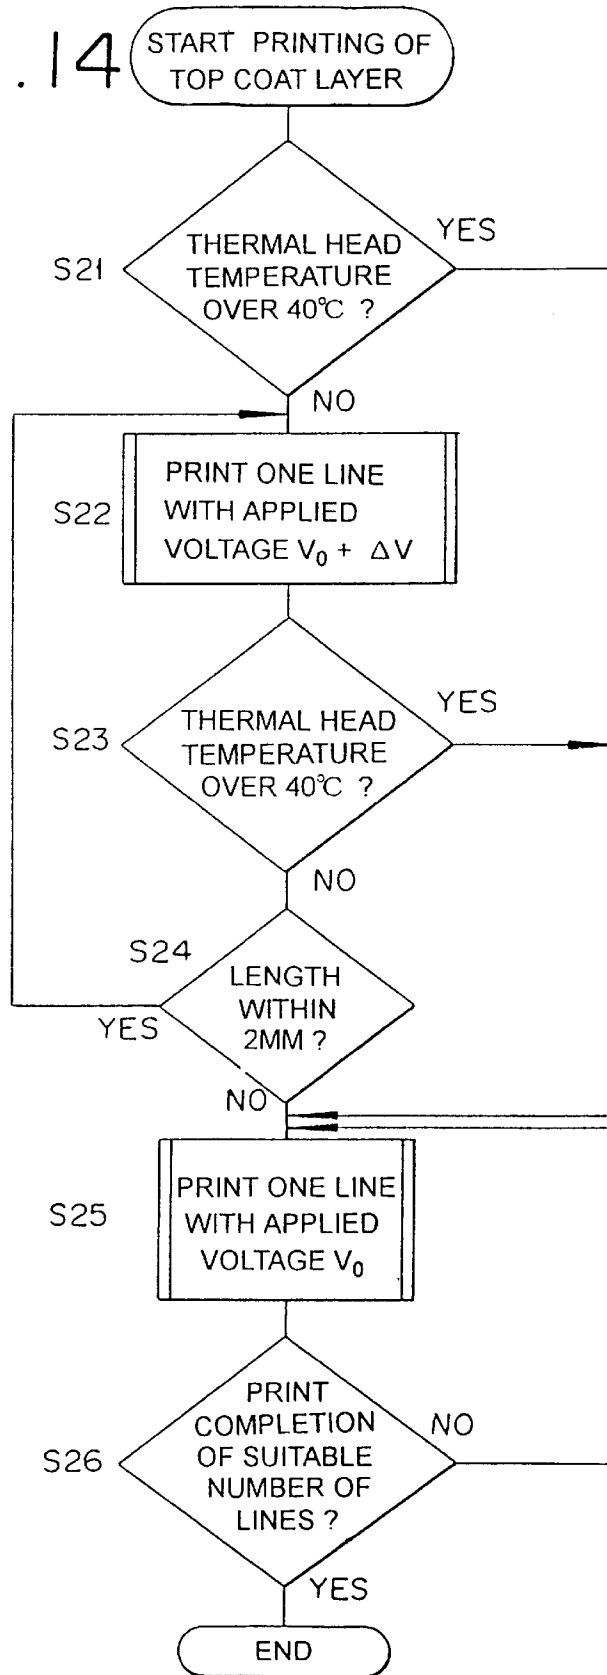 .14
START PRINTING OF
TOP COAT LAYER
S21
THERMAL HEAD
TEMPERATURE
OVER 40°C ?
YES
NO
S22
PRINT ONE LINE
WITH APPLIED
VOLTAGE V₀ + ΔV
S23
THERMAL HEAD
TEMPERATURE
OVER 40°C ?
YES
NO
S24
LENGTH
WITHIN
2MM ?
YES
NO
S25
PRINT ONE LINE
WITH APPLIED
VOLTAGE V₀
S26
PRINT
COMPLETION
OF SUITABLE
NUMBER OF
LINES ?
NO
YES
END